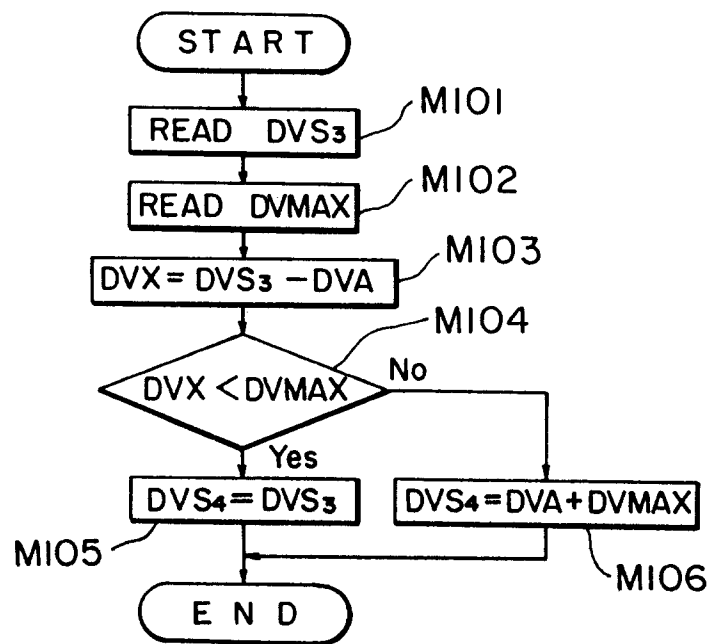 START
READ DVS₃
M101
READ DVMAX
M102
DVX = DVS₃ - DVA
M103
DVX < DVMAX
M104
No
Yes
DVS₄ = DVS₃
M105
DVS₄ = DVA + DVMAX
M106
END